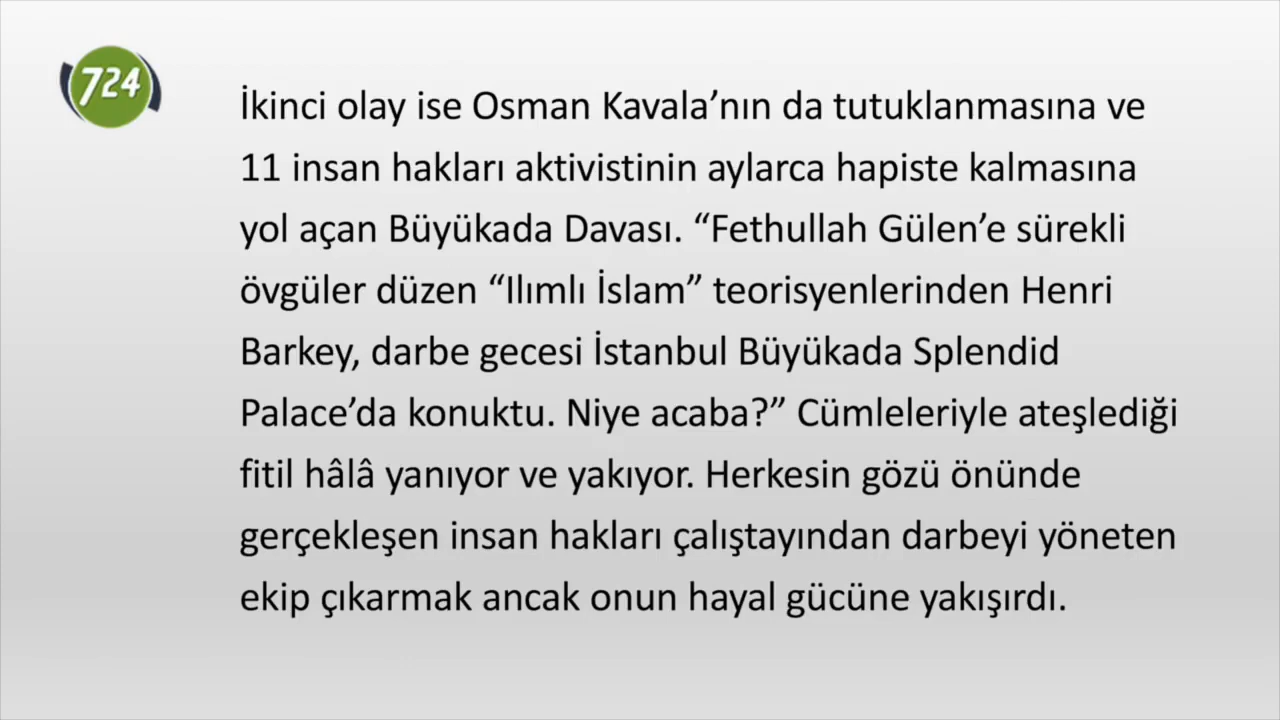 724
İkinci olay ise Osman Kavala’nın da tutuklanmasına ve
11 insan hakları aktivistinin aylarca hapiste kalmasına
yol açan Büyükada Davası. “Fethullah Gülen’e sürekli
övgüler düzen “Ilımlı İslam” teorisyenlerinden Henri
Barkey, darbe gecesi İstanbul Büyükada Splendid
Palace’da konuktu. Niye acaba?” Cümleleriyle ateşlediği
fitil hâlâ yanıyor ve yakıyor. Herkesin gözü önünde
gerçekleşen insan hakları çalıştayından darbeyi yöneten
ekip çıkarmak ancak onun hayal gücüne yakışırdı.